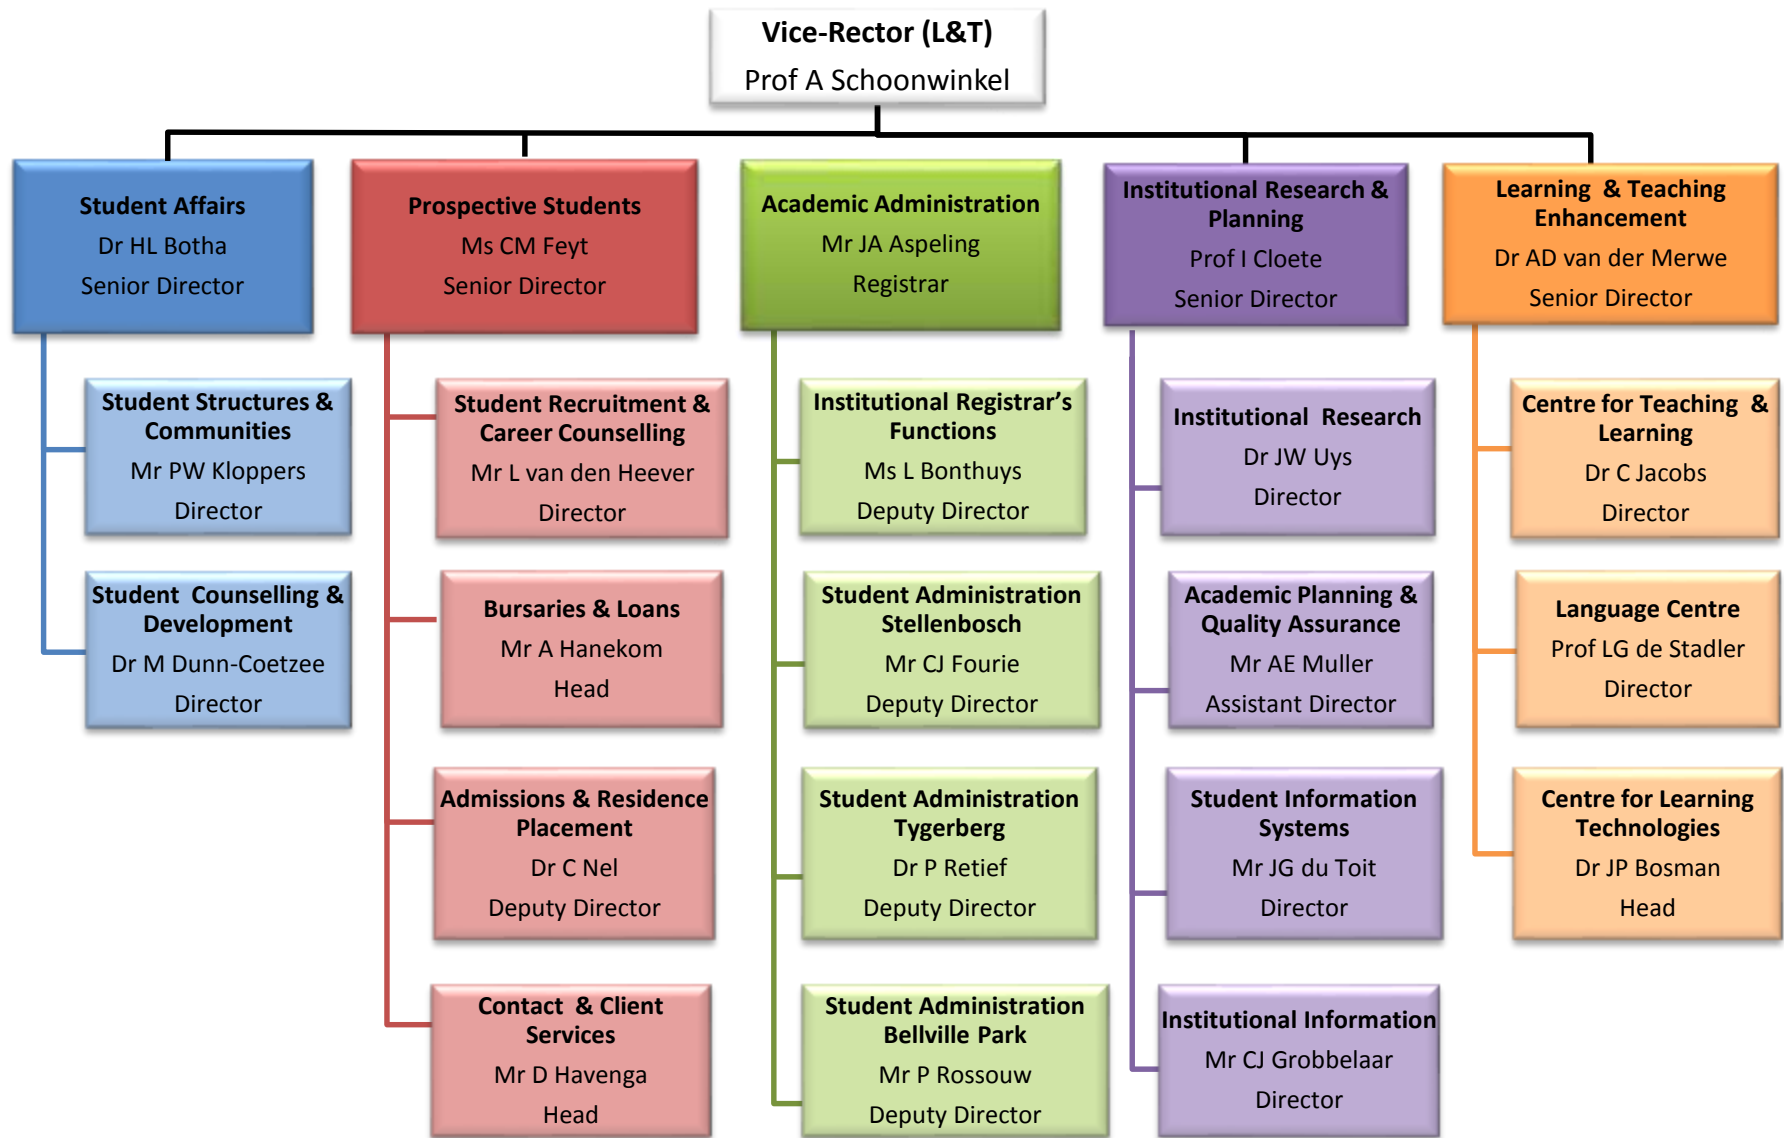 Vice-Rector (L&T)
Prof A Schoonwinkel
Student Affairs
Dr HL Botha
Senior Director
Student Structures &
Communities
Mr PW Kloppers
Director
Student Counselling &
Development
Dr M Dunn-Coetzee
Director
Prospective Students
Ms CM Feyt
Senior Director
Student Recruitment &
Career Counselling
Mr L van den Heever
Director
Bursaries & Loans
Mr A Hanekom
Head
Admissions & Residence
Placement
Dr C Nel
Deputy Director
Contact & Client
Services
Mr D Havenga
Head
Academic Administration
Mr JA Aspeling
Registrar
Institutional Registrar’s
Functions
Ms L Bonthuys
Deputy Director
Student Administration
Stellenbosch
Mr CJ Fourie
Deputy Director
Student Administration
Tygerberg
Dr P Retief
Deputy Director
Student Administration
Bellville Park
Mr P Rossouw
Deputy Director
Institutional Research &
Planning
Prof I Cloete
Senior Director
Institutional Research
Dr JW Uys
Director
Academic Planning &
Quality Assurance
Mr AE Muller
Assistant Director
Student Information
Systems
Mr JG du Toit
Director
Institutional Information
Mr CJ Grobbelaar
Director
Learning & Teaching
Enhancement
Dr AD van der Merwe
Senior Director
Centre for Teaching &
Learning
Dr C Jacobs
Director
Language Centre
Prof LG de Stadler
Director
Centre for Learning
Technologies
Dr JP Bosman
Head